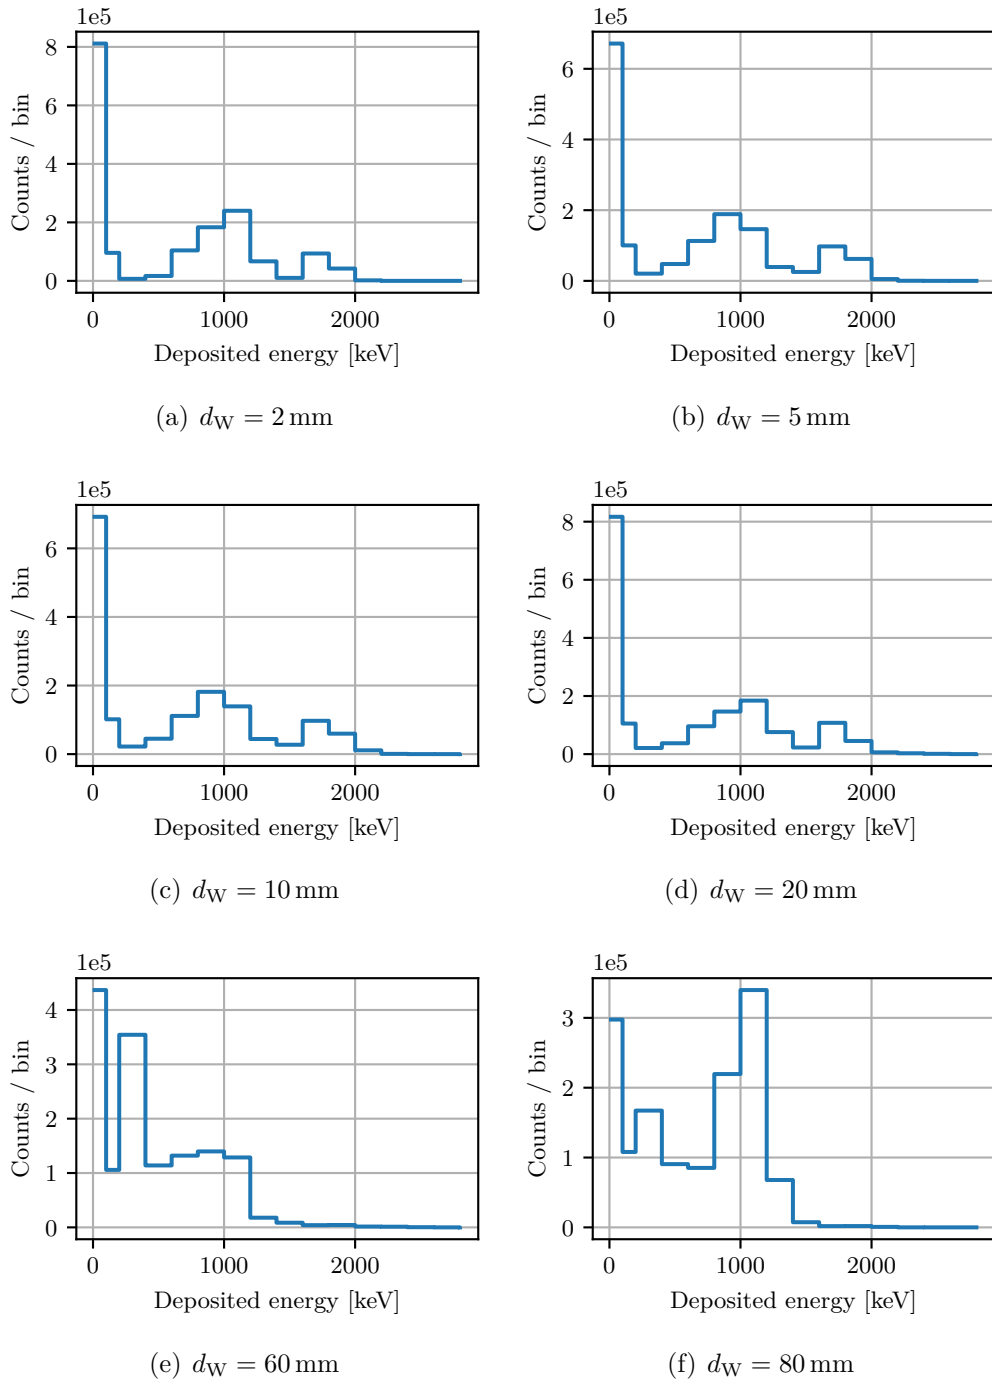 1e5
Counts / bin
8
6
4
2
0
0 1000 2000
Deposited energy [keV]
(a) d_W = 2 mm
1e5
Counts / bin
6
4
2
0
0 1000 2000
Deposited energy [keV]
(b) d_W = 5 mm
1e5
Counts / bin
6
4
2
0
0 1000 2000
Deposited energy [keV]
(c) d_W = 10 mm
1e5
Counts / bin
8
6
4
2
0
0 1000 2000
Deposited energy [keV]
(d) d_W = 20 mm
1e5
Counts / bin
4
3
2
1
0
0 1000 2000
Deposited energy [keV]
(e) d_W = 60 mm
1e5
Counts / bin
3
2
1
0
0 1000 2000
Deposited energy [keV]
(f) d_W = 80 mm